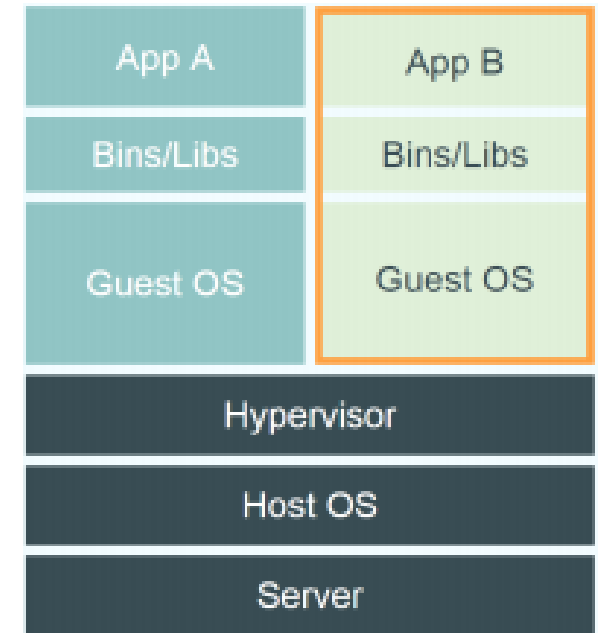 App A
App B
Bins/Libs
Bins/Libs
Guest OS
Guest OS
Hypervisor
Host OS
Server